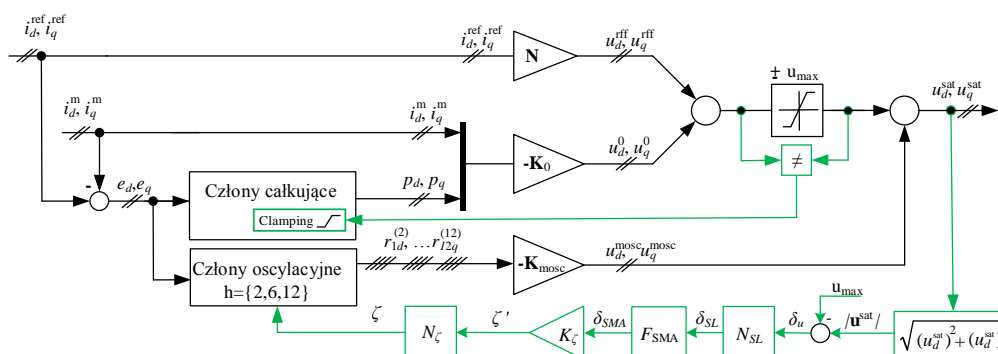 i_d^ref, i_q^ref
i_d^ref, i_q^ref
N
u_d^rff, u_q^rff
± u_max
u_d^sat, u_q^sat
i_d^m, i_q^m
i_d^m, i_q^m
-K_0
u_d^0, u_q^0
≠
-
e_d, e_q
Człony całkujące
p_d, p_q
Clamping
Człony oscylacyjne
h={2,6,12}
r_1d^(2), … r_12q^(12)
-K_mosc
u_d^mosc, u_q^mosc
u_max
ζ
N_ζ
ζ'
K_ζ
δ_SMA
F_SMA
δ_SL
N_SL
δ_u
-
/u^sat/
√(u_d^sat)^2+(u_q^sat)